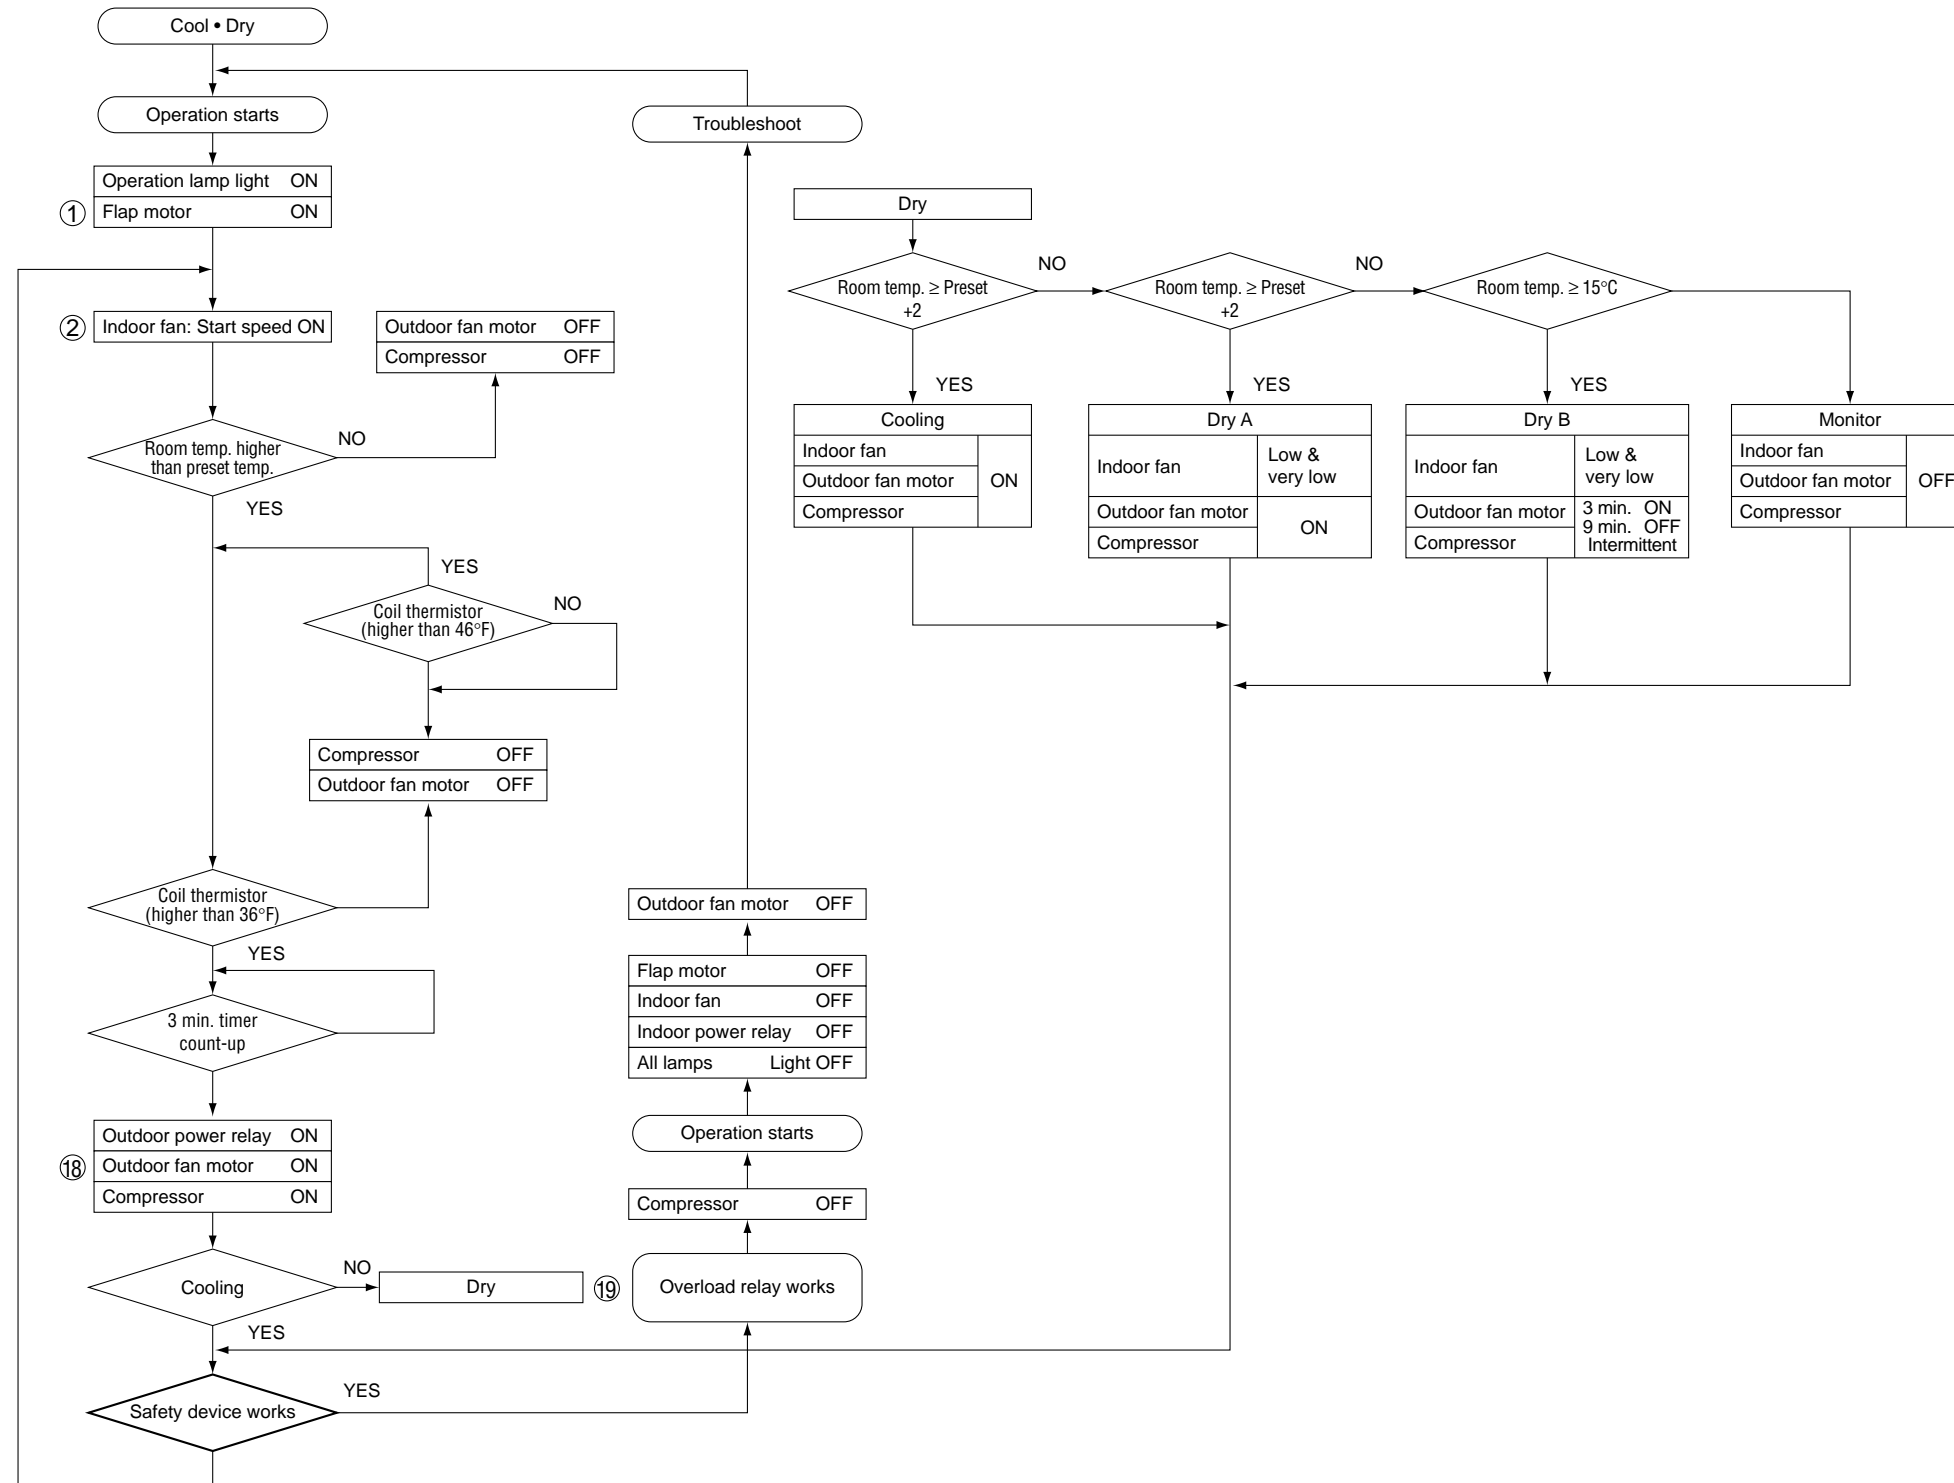 Cool • Dry
Operation starts
Operation lamp light ON
① Flap motor ON
② Indoor fan: Start speed ON
Outdoor fan motor OFF
Compressor OFF
Room temp. higher
than preset temp.
NO
YES
YES
Coil thermistor
(higher than 46°F)
NO
Compressor OFF
Outdoor fan motor OFF
Coil thermistor
(higher than 36°F)
YES
3 min. timer
count-up
Outdoor power relay ON
⑱ Outdoor fan motor ON
Compressor ON
Cooling
NO
Dry
YES
Safety device works
YES
Troubleshoot
Outdoor fan motor OFF
Flap motor OFF
Indoor fan OFF
Indoor power relay OFF
All lamps Light OFF
Operation starts
Compressor OFF
⑲ Overload relay works
Dry
Room temp. ≥ Preset
+2
NO
YES
Room temp. ≥ Preset
+2
NO
YES
Room temp. ≥ 15°C
YES
Cooling
Indoor fan
Outdoor fan motor ON
Compressor
Dry A
Indoor fan Low &
very low
Outdoor fan motor
ON
Compressor
Dry B
Indoor fan Low &
very low
Outdoor fan motor 3 min. ON
9 min. OFF
Compressor Intermittent
Monitor
Indoor fan
Outdoor fan motor OFF
Compressor